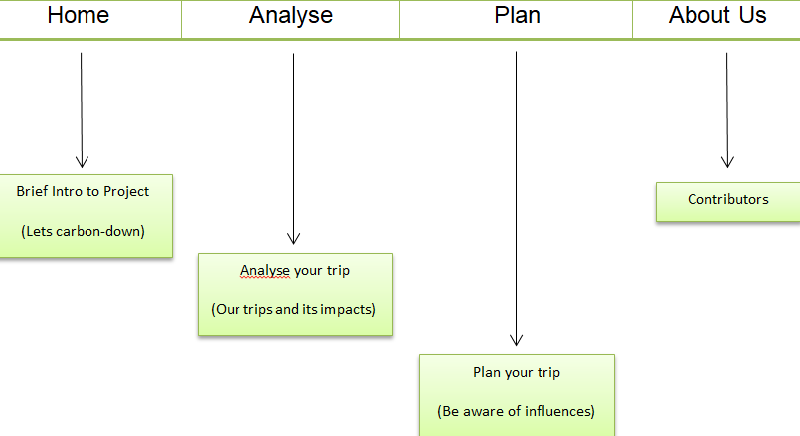 Home
Analyse
Plan
About Us
Brief Intro to Project
(Lets carbon-down)
Analyse your trip
(Our trips and its impacts)
Plan your trip
(Be aware of influences)
Contributors